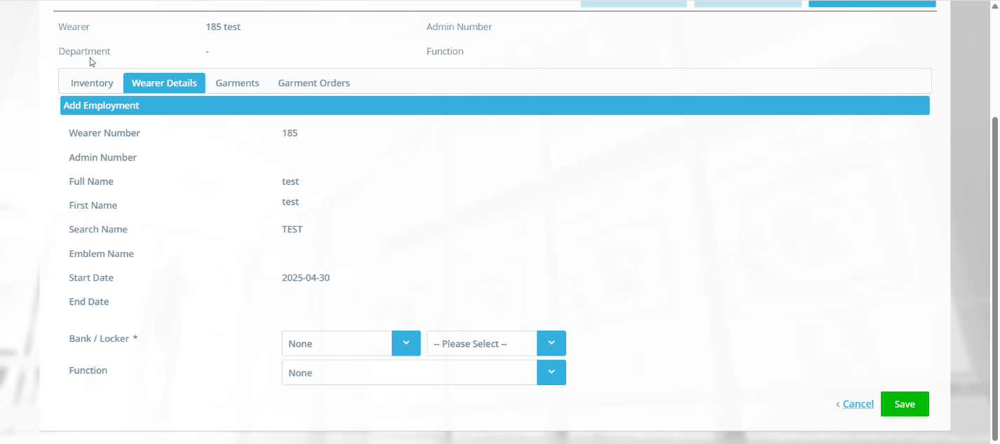 Wearer 185 test Admin Number
Department - Function
Inventory Wearer Details Garments Garment Orders
Add Employment
Wearer Number 185
Admin Number
Full Name test
First Name test
Search Name TEST
Emblem Name
Start Date 2025-04-30
End Date
Bank / Locker * None -- Please Select --
Function None
‹ Cancel Save